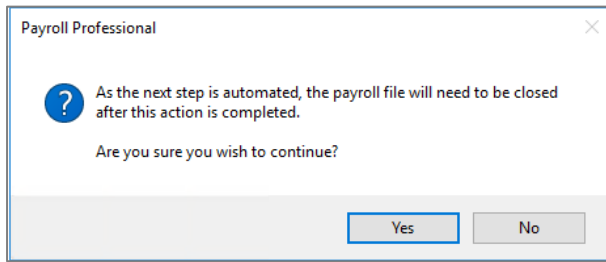 Payroll Professional
As the next step is automated, the payroll file will need to be closed
after this action is completed.
Are you sure you wish to continue?
Yes
No